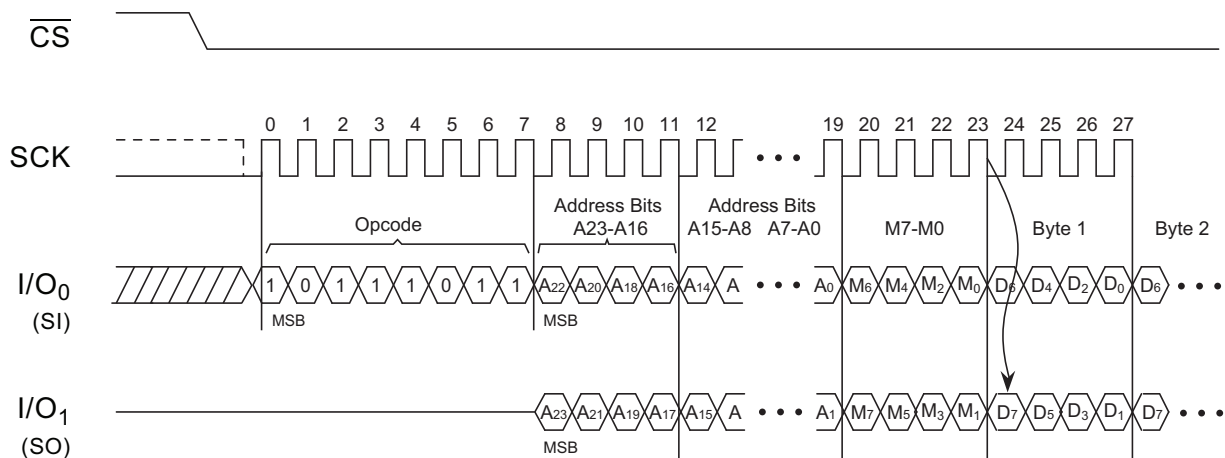 CS
0 1 2 3 4 5 6 7 8 9 10 11 12 19 20 21 22 23 24 25 26 27
SCK
Opcode
Address Bits
A23-A16
Address Bits
A15-A8 A7-A0
M7-M0
Byte 1
Byte 2
I/O0
(SI)
1 0 1 1 1 0 1 1 A22 A20 A18 A16 A14 A A0 M6 M4 M2 M0 D6 D4 D2 D0 D6
MSB
MSB
I/O1
(SO)
A23 A21 A19 A17 A15 A A1 M7 M5 M3 M1 D7 D5 D3 D1 D7
MSB